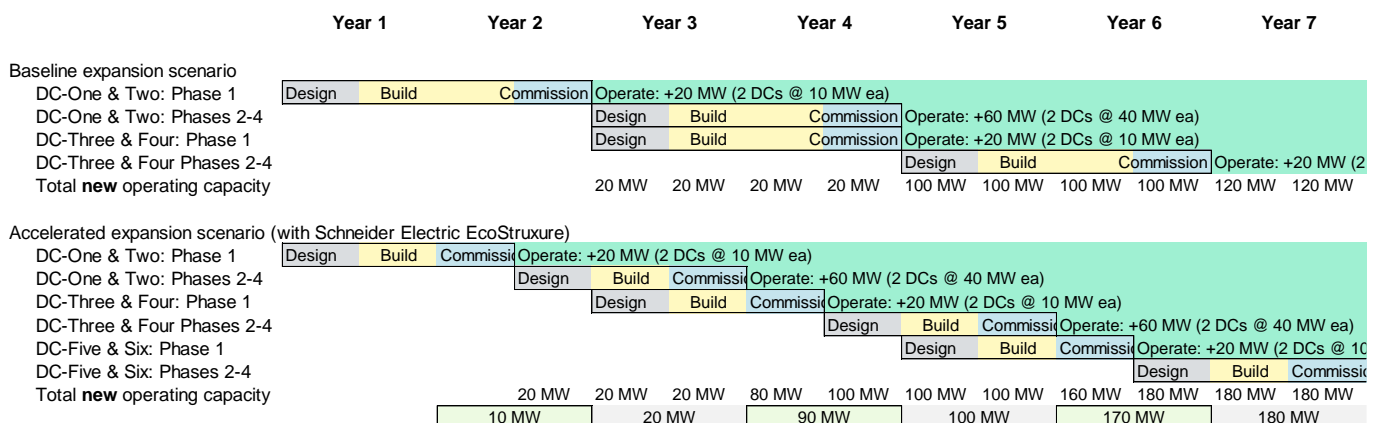 Year 1 Year 2 Year 3 Year 4 Year 5 Year 6 Year 7
Baseline expansion scenario
DC-One & Two: Phase 1 Design Build Commission Operate: +20 MW (2 DCs @ 10 MW ea)
DC-One & Two: Phases 2-4 Design Build Commission Operate: +60 MW (2 DCs @ 40 MW ea)
DC-Three & Four: Phase 1 Design Build Commission Operate: +20 MW (2 DCs @ 10 MW ea)
DC-Three & Four Phases 2-4 Design Build Commission Operate: +20 MW (2
Total new operating capacity 20 MW 20 MW 20 MW 20 MW 100 MW 100 MW 100 MW 100 MW 120 MW 120 MW
Accelerated expansion scenario (with Schneider Electric EcoStruxure)
DC-One & Two: Phase 1 Design Build Commissi Operate: +20 MW (2 DCs @ 10 MW ea)
DC-One & Two: Phases 2-4 Design Build Commissi Operate: +60 MW (2 DCs @ 40 MW ea)
DC-Three & Four: Phase 1 Design Build Commissi Operate: +20 MW (2 DCs @ 10 MW ea)
DC-Three & Four Phases 2-4 Design Build Commissi Operate: +60 MW (2 DCs @ 40 MW ea)
DC-Five & Six: Phase 1 Design Build Commissi Operate: +20 MW (2 DCs @ 10
DC-Five & Six: Phases 2-4 Design Build Commissi
Total new operating capacity 20 MW 20 MW 20 MW 80 MW 100 MW 100 MW 100 MW 160 MW 180 MW 180 MW 180 MW
10 MW 20 MW 90 MW 100 MW 170 MW 180 MW